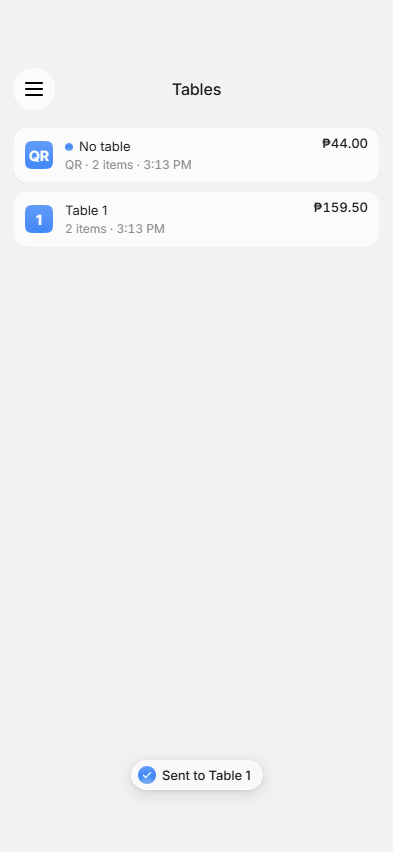 Tables
QR
No table
₱44.00
QR · 2 items · 3:13 PM
1
Table 1
₱159.50
2 items · 3:13 PM
Sent to Table 1